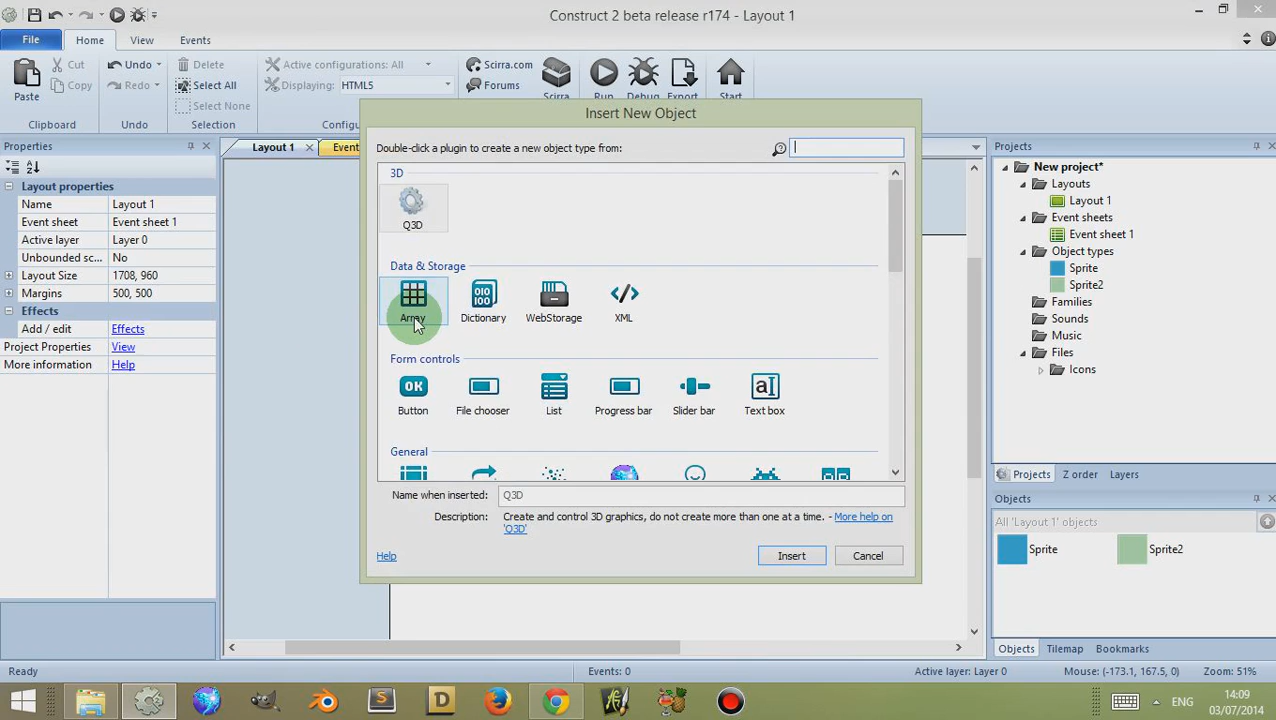 Construct 2 beta release r174 - Layout 1
File Home View Events
Paste Cut Copy
Undo Redo
Delete Select All Select None
Active configurations: All
Displaying: HTML5
Scirra.com Forums Scirra Run Debug Export Start
Clipboard Undo Selection Configu
Properties
Layout properties
Name Layout 1
Event sheet Event sheet 1
Active layer Layer 0
Unbounded sc... No
Layout Size 1708, 960
Margins 500, 500
Effects
Add / edit Effects
Project Properties View
More information Help
Layout 1 Event
Insert New Object
Double-click a plugin to create a new object type from:
3D
Q3D
Data & Storage
Array Dictionary WebStorage XML
Form controls
Button File chooser List Progress bar Slider bar Text box
OK
General
Name when inserted: Q3D
Description: Create and control 3D graphics, do not create more than one at a time. - More help on
'Q3D'
Help Insert Cancel
Projects
New project*
Layouts
Layout 1
Event sheets
Event sheet 1
Object types
Sprite
Sprite2
Families
Sounds
Music
Files
Icons
Projects Z order Layers
Objects
All 'Layout 1' objects
Sprite Sprite2
Objects Tilemap Bookmarks
Ready Events: 0 Active layer: Layer 0 Mouse: (-173.1, 167.5, 0) Zoom: 51%
ENG 14:09
03/07/2014